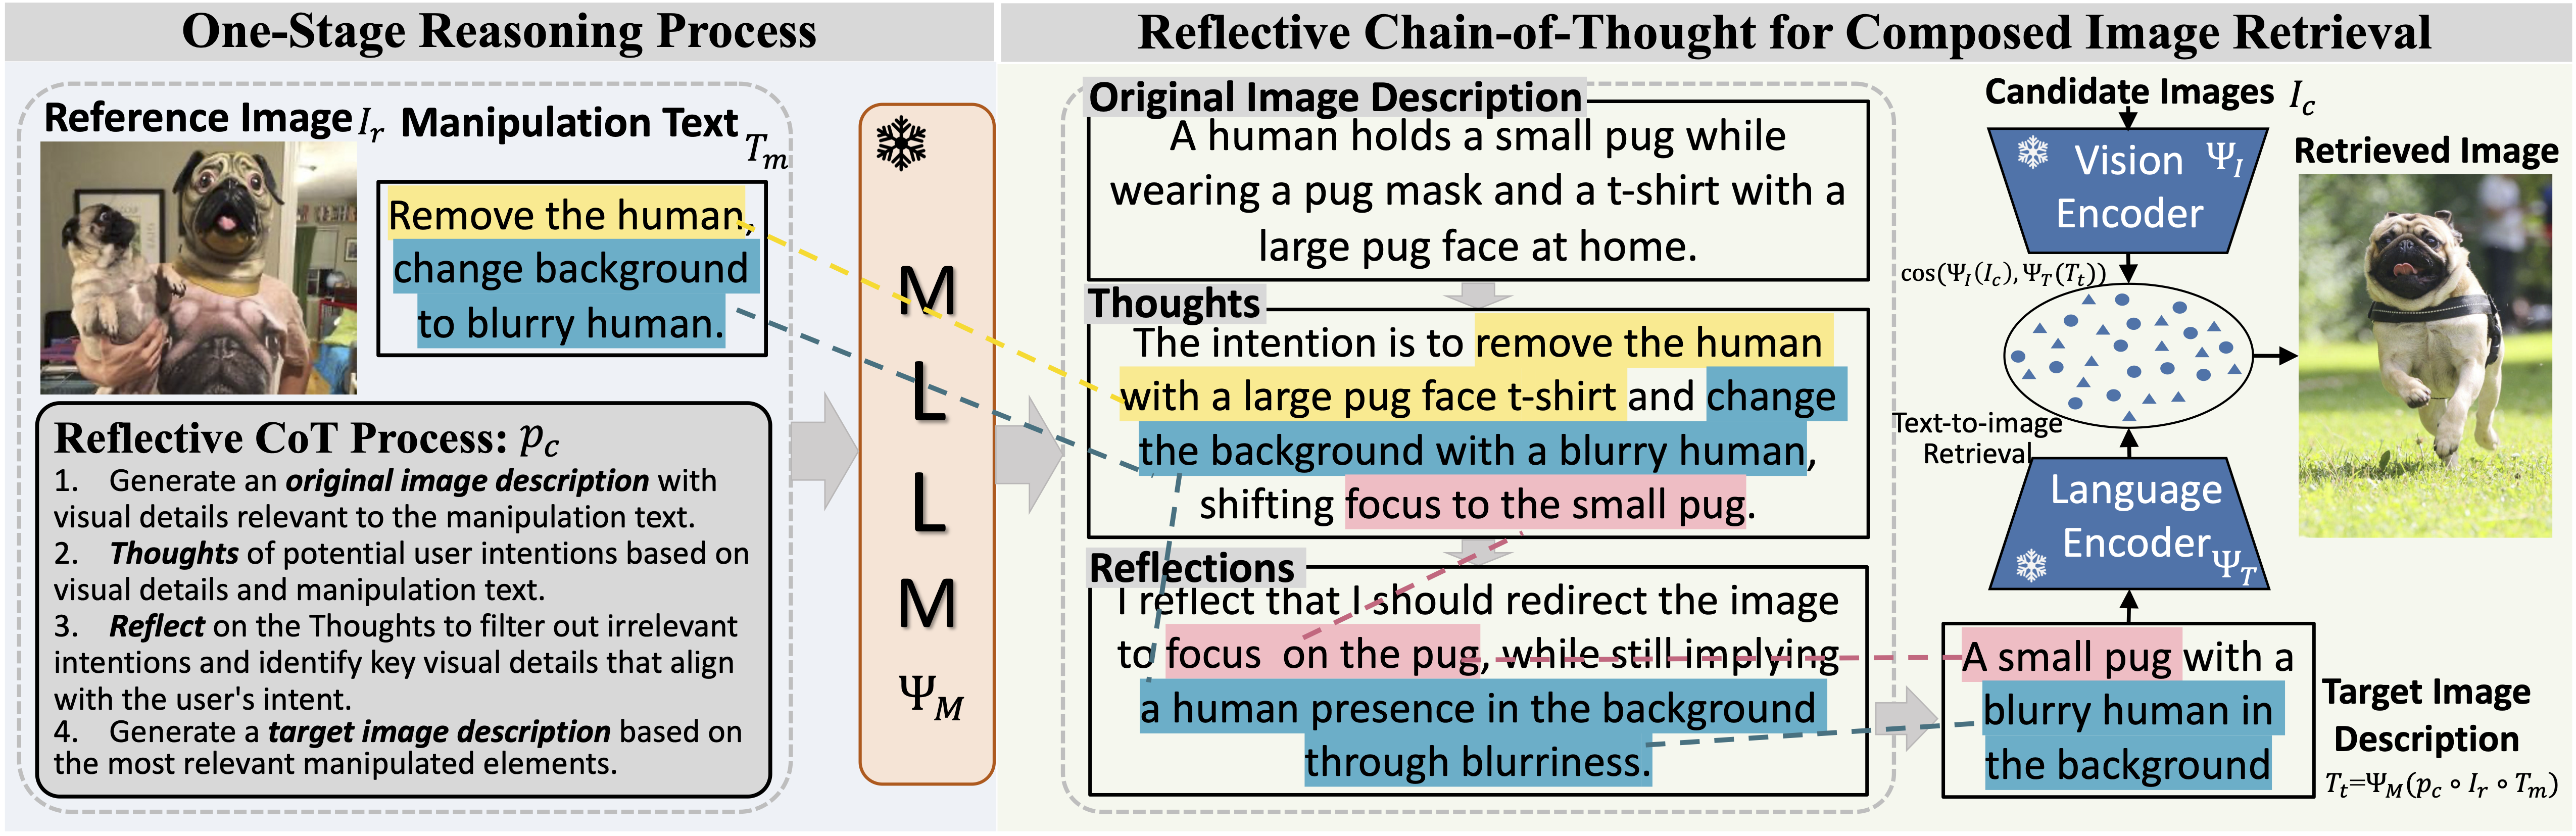 One-Stage Reasoning Process
Reference Image I_r
Manipulation Text T_m
Remove the human,
change background
to blurry human.
Reflective CoT Process: p_c
1. Generate an original image description with
visual details relevant to the manipulation text.
2. Thoughts of potential user intentions based on
visual details and manipulation text.
3. Reflect on the Thoughts to filter out irrelevant
intentions and identify key visual details that align
with the user's intent.
4. Generate a target image description based on
the most relevant manipulated elements.
M
L
L
M
Ψ_M
Reflective Chain-of-Thought for Composed Image Retrieval
Original Image Description
A human holds a small pug while
wearing a pug mask and a t-shirt with a
large pug face at home.
Thoughts
The intention is to remove the human
with a large pug face t-shirt and change
the background with a blurry human,
shifting focus to the small pug.
Reflections
I reflect that I should redirect the image
to focus on the pug, while still implying
a human presence in the background
through blurriness.
Candidate Images I_c
Vision Ψ_I
Encoder
cos(Ψ_I(I_c), Ψ_T(T_t))
Text-to-image
Retrieval
Language
Encoder Ψ_T
A small pug with a
blurry human in
the background
Retrieved Image
Target Image
Description
T_t=Ψ_M(p_c ∘ I_r ∘ T_m)